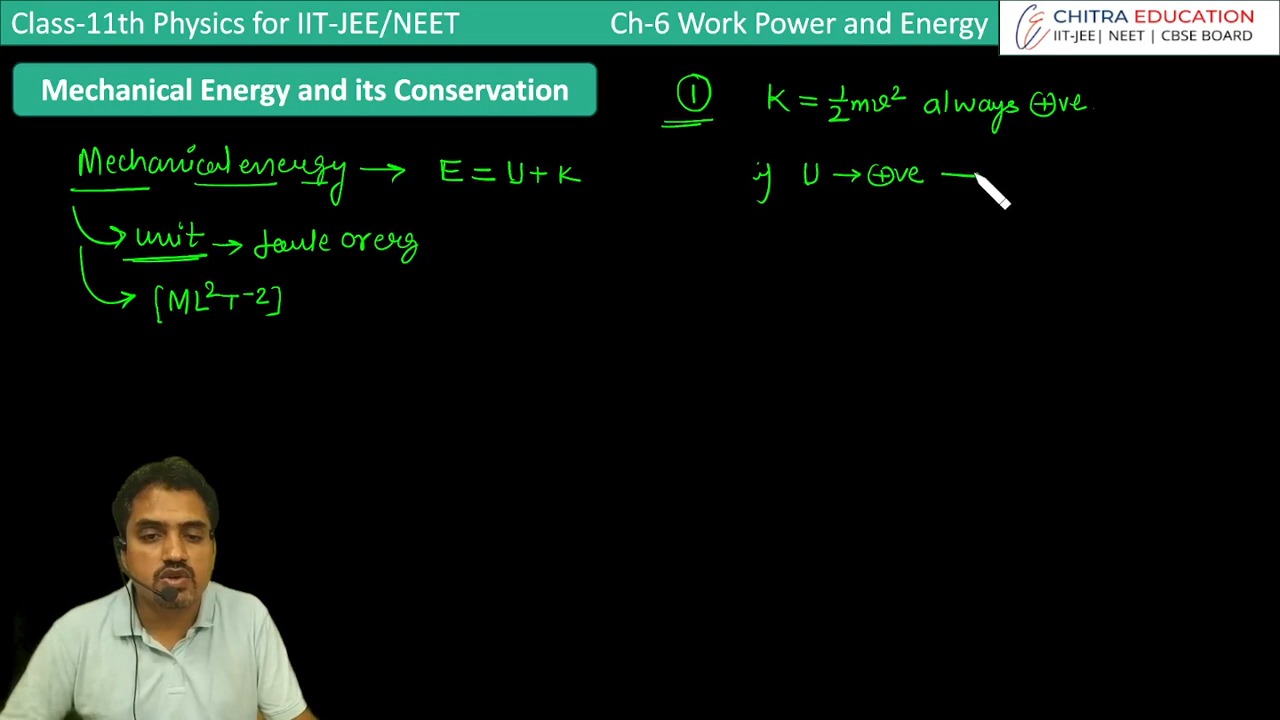 Class-11th Physics for IIT-JEE/NEET
Ch-6 Work Power and Energy
CHITRA EDUCATION
IIT-JEE| NEET | CBSE BOARD
Mechanical Energy and its Conservation
Mechanical energy → E = U + K
unit → Joule or erg
[ML²T⁻²]
① K = ½mv² always ⊕ve
if U → ⊕ve —